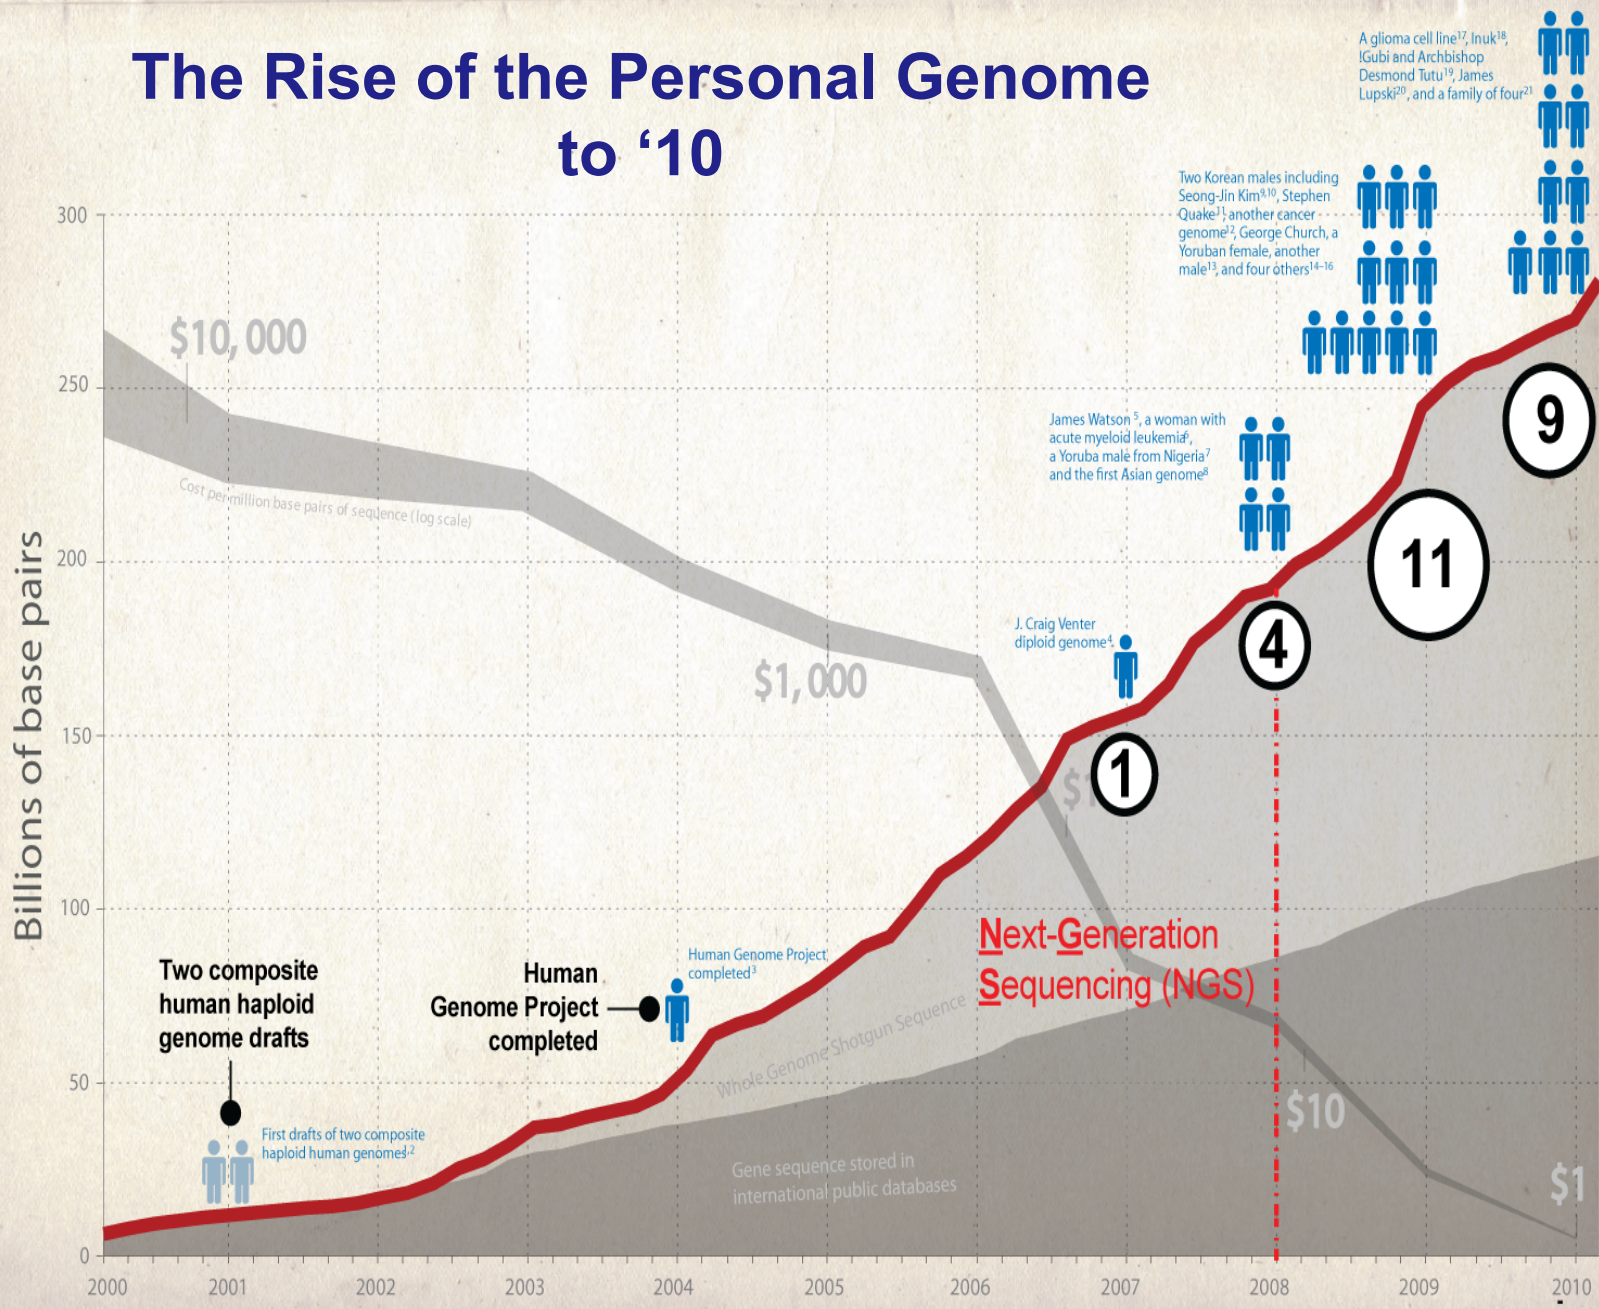 The Rise of the Personal Genome
to ‘10
A glioma cell line17, Inuk18,
!Gubi and Archbishop
Desmond Tutu19, James
Lupski20, and a family of four21
Two Korean males including
Seong-Jin Kim9,10, Stephen
Quake11, another cancer
genome12, George Church, a
Yoruban female, another
male13, and four others14–16
James Watson 5, a woman with
acute myeloid leukemia6,
a Yoruba male from Nigeria7
and the first Asian genome8
J. Craig Venter
diploid genome4.
Billions of base pairs
300
250
200
150
100
50
0
$10,000
Cost per million base pairs of sequence (log scale)
$1,000
$1
$10
$1
9
11
4
1
Next-Generation
Sequencing (NGS)
Two composite
human haploid
genome drafts
First drafts of two composite
haploid human genomes1,2
Human
Genome Project
completed
Human Genome Project
completed3
Whole Genome Shotgun Sequence
Gene sequence stored in
international public databases
2000 2001 2002 2003 2004 2005 2006 2007 2008 2009 2010